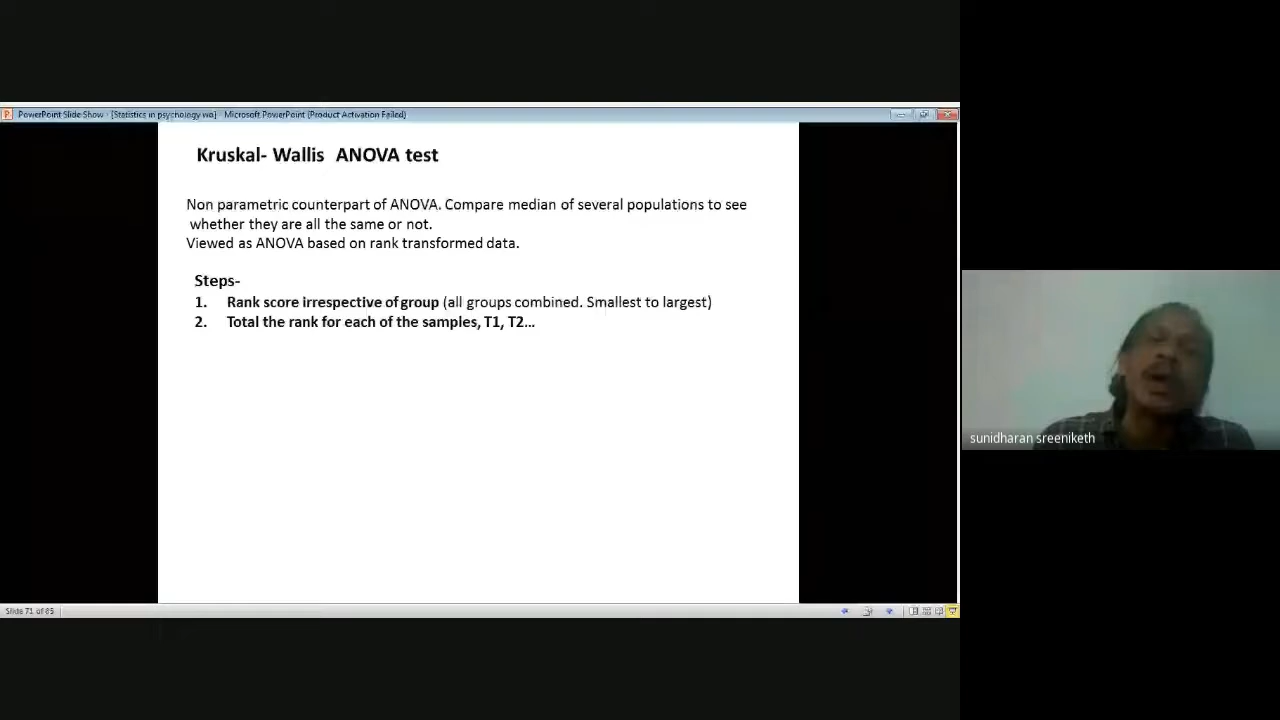 PowerPoint Slide Show - [Statistics in psychology wa] - Microsoft PowerPoint (Product Activation Failed)
Kruskal- Wallis ANOVA test
Non parametric counterpart of ANOVA. Compare median of several populations to see
whether they are all the same or not.
Viewed as ANOVA based on rank transformed data.
Steps-
1. Rank score irrespective of group (all groups combined. Smallest to largest)
2. Total the rank for each of the samples, T1, T2...
sunidharan sreeniketh
Slide 71 of 85